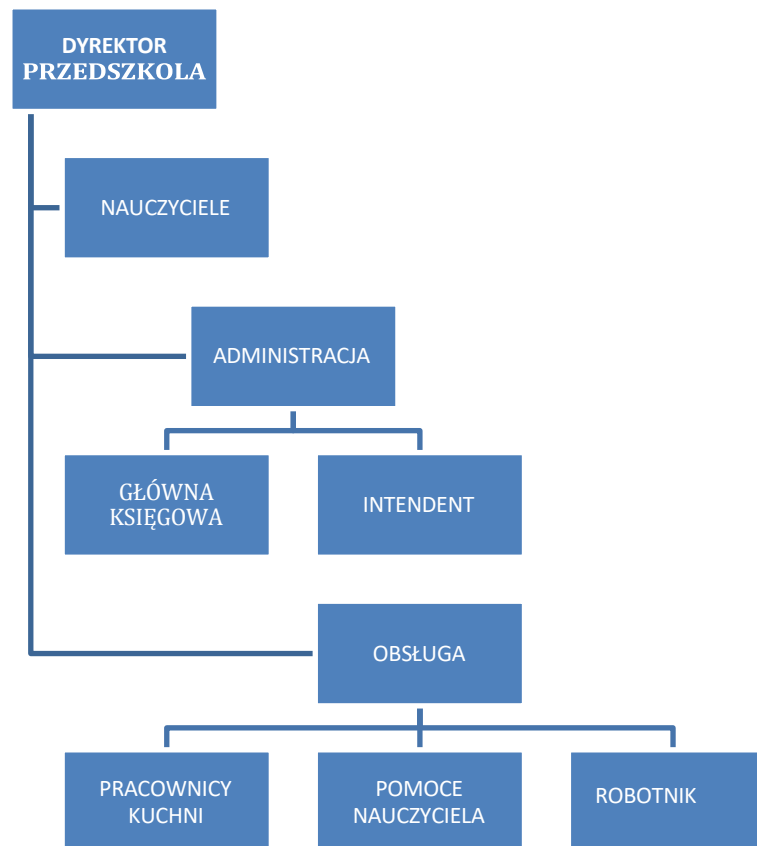 DYREKTOR
PRZEDSZKOLA
NAUCZYCIELE
ADMINISTRACJA
GŁÓWNA
KSIĘGOWA
INTENDENT
OBSŁUGA
PRACOWNICY
KUCHNI
POMOCE
NAUCZYCIELA
ROBOTNIK